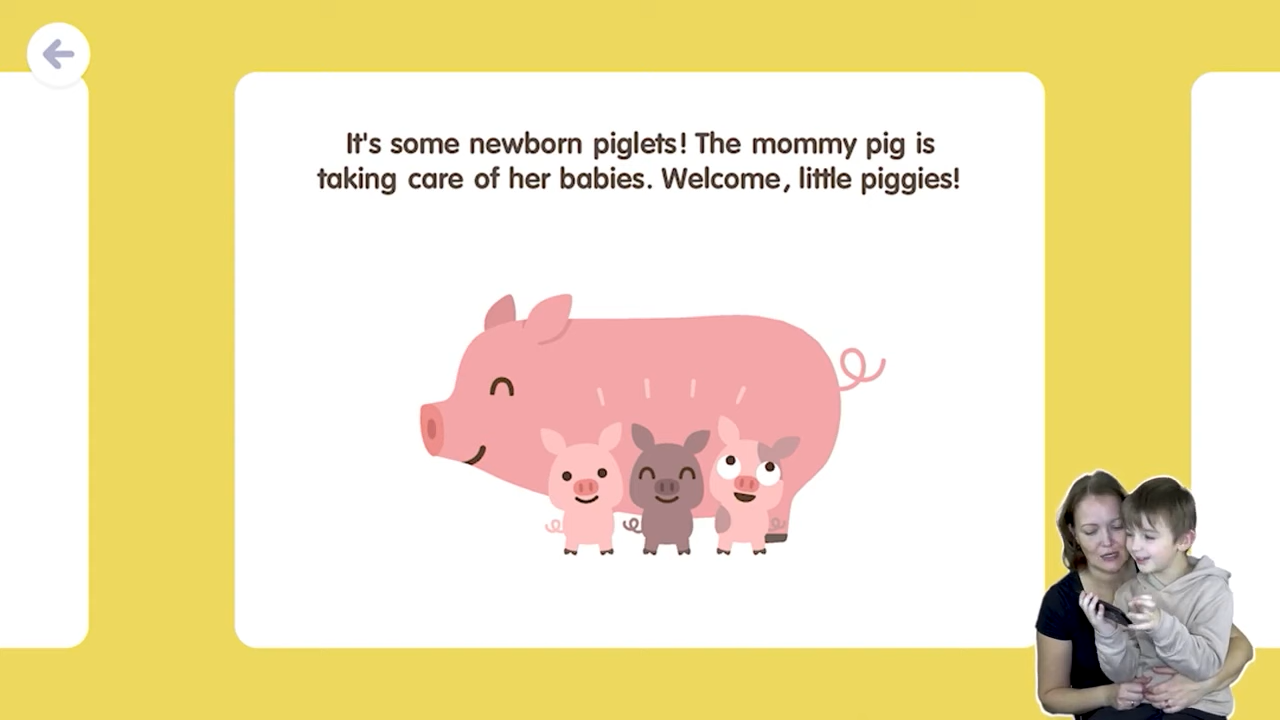 It's some newborn piglets! The mommy pig is
taking care of her babies. Welcome, little piggies!